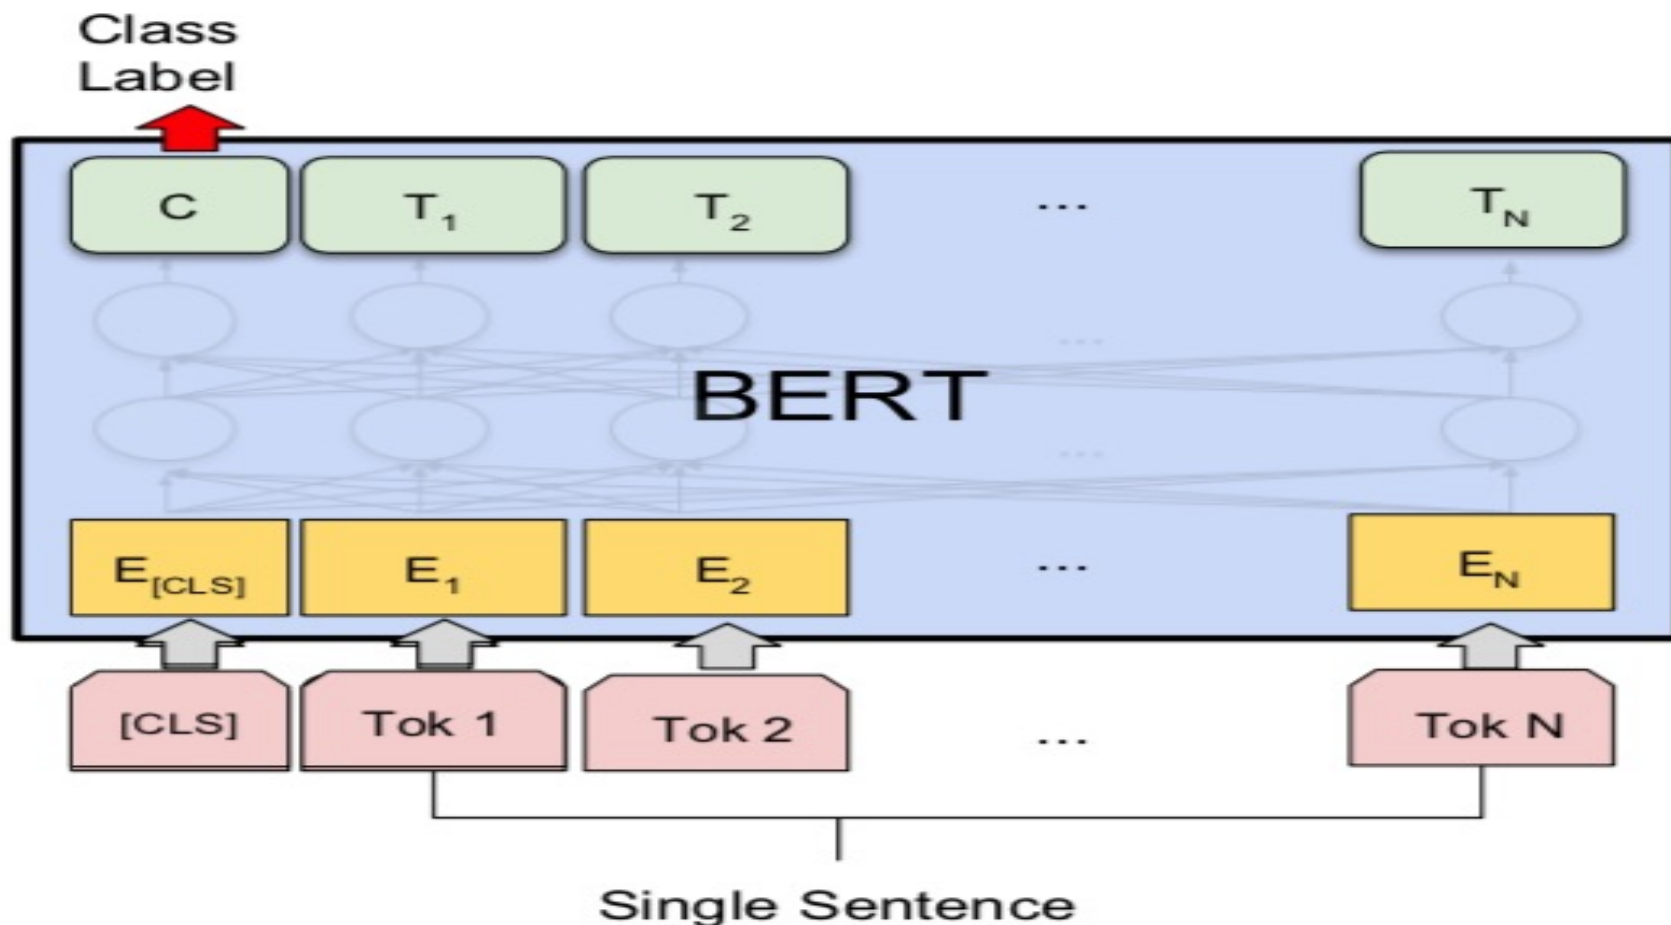 Class
Label
C T1 T2 ... TN
...
BERT
...
E[CLS] E1 E2 ... EN
[CLS] Tok 1 Tok 2 ... Tok N
Single Sentence